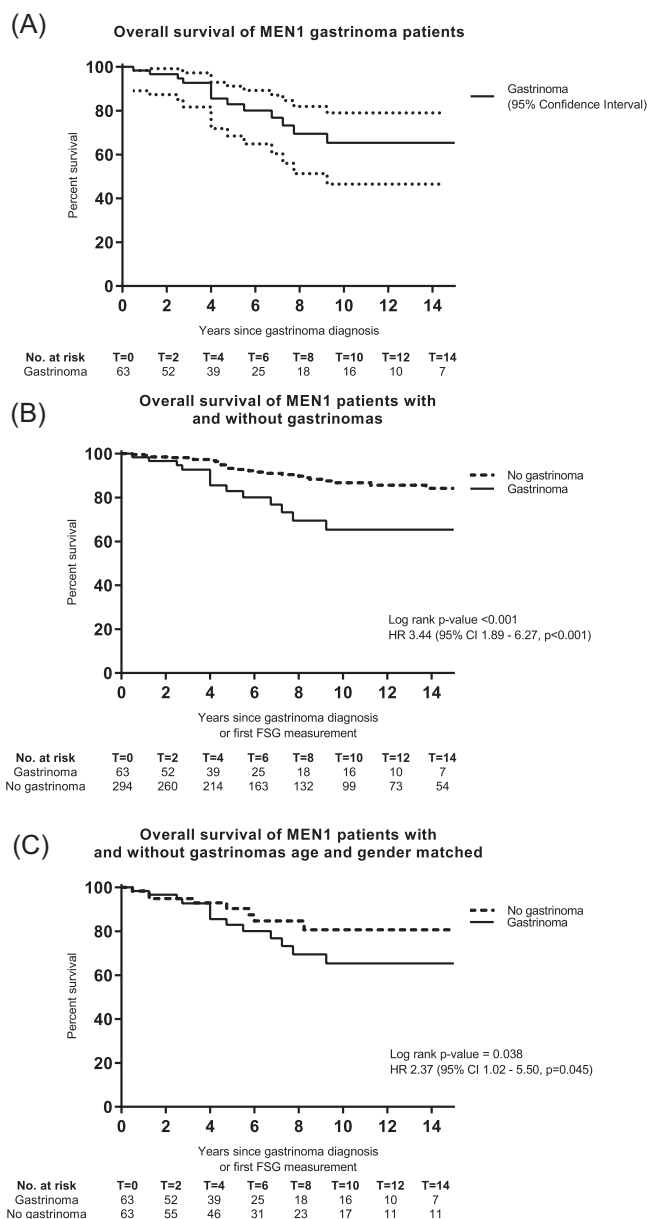 (A)
Overall survival of MEN1 gastrinoma patients
100
80
60
40
20
0
Percent survival
0 2 4 6 8 10 12 14
Years since gastrinoma diagnosis
Gastrinoma
(95% Confidence Interval)
No. at risk T=0 T=2 T=4 T=6 T=8 T=10 T=12 T=14
Gastrinoma 63 52 39 25 18 16 10 7
(B)
Overall survival of MEN1 patients with
and without gastrinomas
100
80
60
40
20
0
Percent survival
0 2 4 6 8 10 12 14
Years since gastrinoma diagnosis
or first FSG measurement
No gastrinoma
Gastrinoma
Log rank p-value <0.001
HR 3.44 (95% CI 1.89 - 6.27, p<0.001)
No. at risk T=0 T=2 T=4 T=6 T=8 T=10 T=12 T=14
Gastrinoma 63 52 39 25 18 16 10 7
No gastrinoma 294 260 214 163 132 99 73 54
(C)
Overall survival of MEN1 patients with
and without gastrinomas age and gender matched
100
80
60
40
20
0
Percent survival
0 2 4 6 8 10 12 14
Years since gastrinoma diagnosis
or first FSG measurement
No gastrinoma
Gastrinoma
Log rank p-value = 0.038
HR 2.37 (95% CI 1.02 - 5.50, p=0.045)
No. at risk T=0 T=2 T=4 T=6 T=8 T=10 T=12 T=14
Gastrinoma 63 52 39 25 18 16 10 7
No gastrinoma 63 55 46 31 23 17 11 11